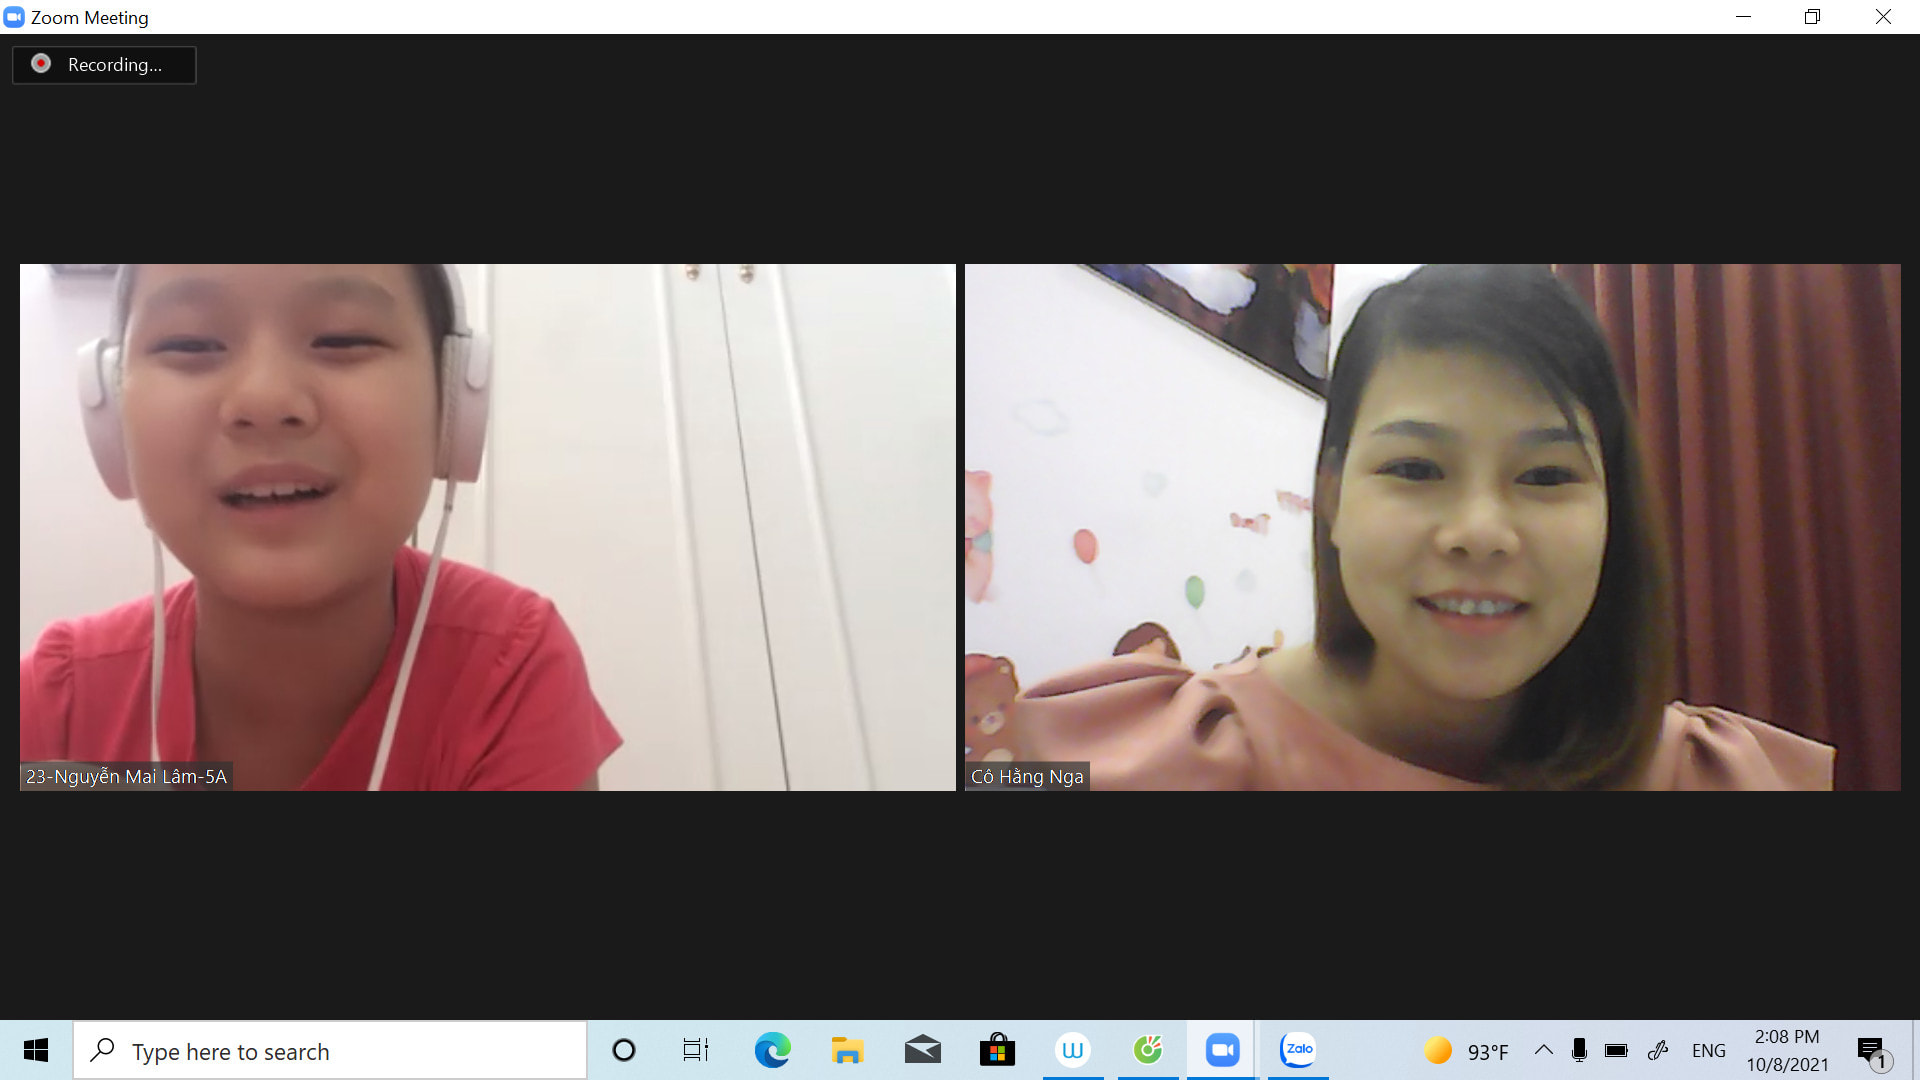 Zoom Meeting
Recording...
23-Nguyễn Mai Lâm-5A
Cô Hằng Nga
Type here to search
W
Zalo
93°F
ENG
2:08 PM
10/8/2021
1